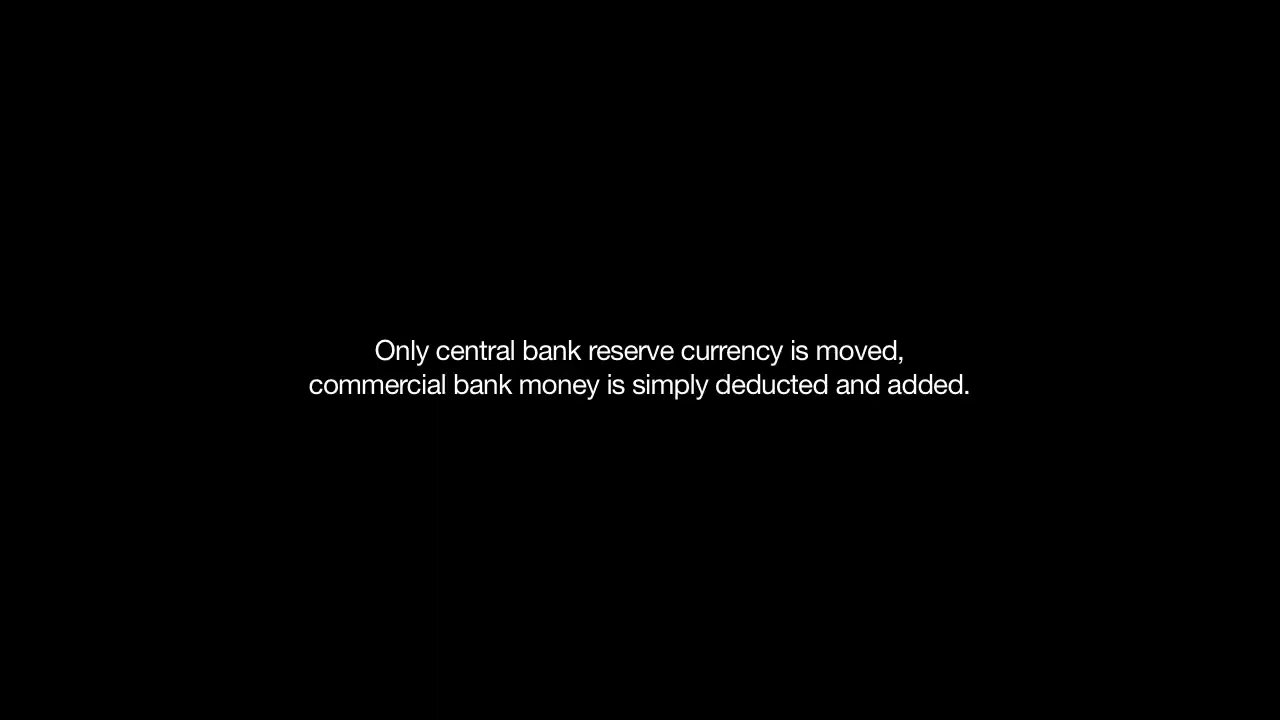 Only central bank reserve currency is moved,
commercial bank money is simply deducted and added.